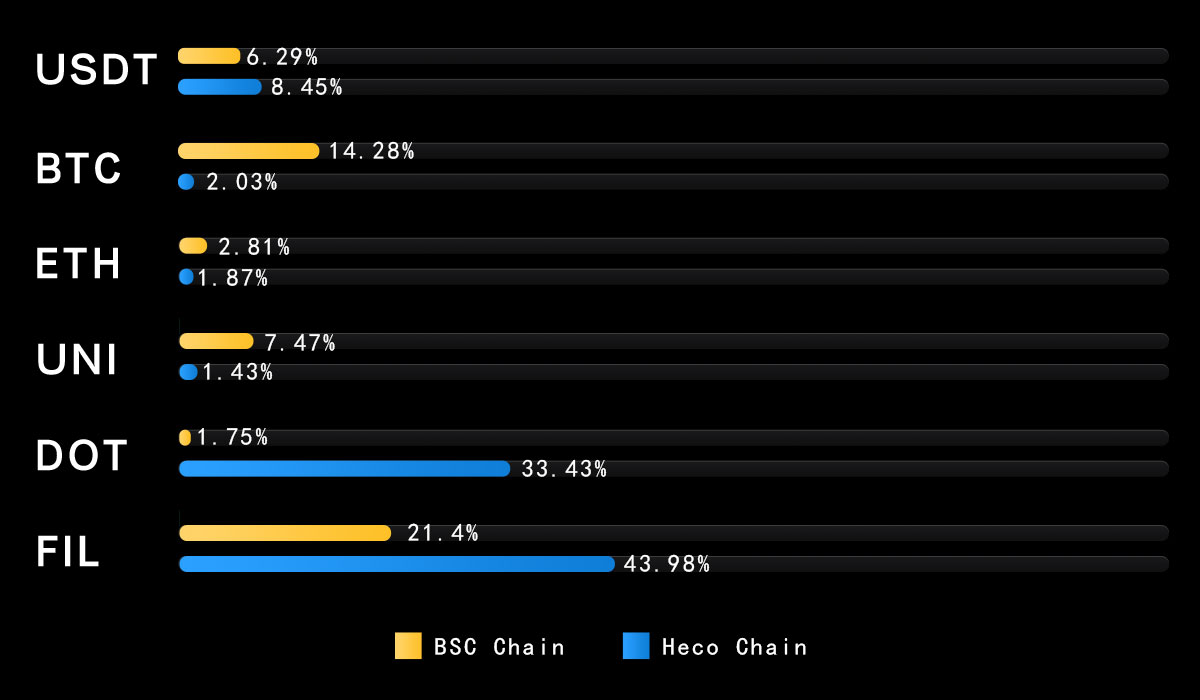 USDT
6.29%
8.45%
BTC
14.28%
2.03%
ETH
2.81%
1.87%
UNI
7.47%
1.43%
DOT
1.75%
33.43%
FIL
21.4%
43.98%
BSC Chain
Heco Chain